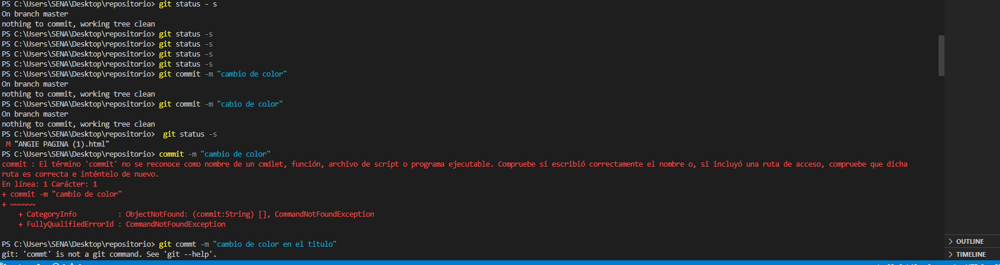 PS C:\Users\SENA\Desktop\repositorio> git status - s
On branch master
nothing to commit, working tree clean
PS C:\Users\SENA\Desktop\repositorio> git status -s
PS C:\Users\SENA\Desktop\repositorio> git status -s
PS C:\Users\SENA\Desktop\repositorio> git status -s
PS C:\Users\SENA\Desktop\repositorio> git status -s
PS C:\Users\SENA\Desktop\repositorio> git commit -m "cambio de color"
On branch master
nothing to commit, working tree clean
PS C:\Users\SENA\Desktop\repositorio> git commit -m "cabio de color"
On branch master
nothing to commit, working tree clean
PS C:\Users\SENA\Desktop\repositorio>  git status -s
 M "ANGIE PAGINA (1).html"
PS C:\Users\SENA\Desktop\repositorio> commit -m "cambio de color"
commit : El término 'commit' no se reconoce como nombre de un cmdlet, función, archivo de script o programa ejecutable. Compruebe si escribió correctamente el nombre o, si incluyó una ruta de acceso, compruebe que dicha
ruta es correcta e inténtelo de nuevo.
En línea: 1 Carácter: 1
+ commit -m "cambio de color"
+ ~~~~~~
    + CategoryInfo          : ObjectNotFound: (commit:String) [], CommandNotFoundException
    + FullyQualifiedErrorId : CommandNotFoundException
PS C:\Users\SENA\Desktop\repositorio> git commt -m "cambio de color en el titulo"
git: 'commt' is not a git command. See 'git --help'.
OUTLINE
TIMELINE